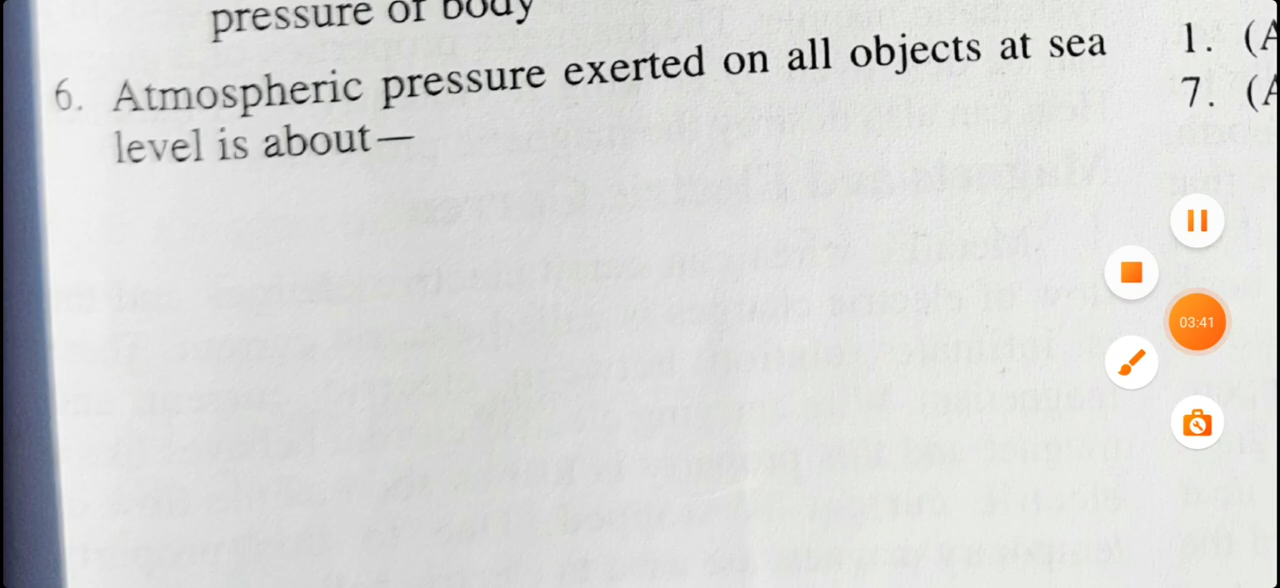 pressure of body
6. Atmospheric pressure exerted on all objects at sea
level is about—
1. (A
7. (A
03:41